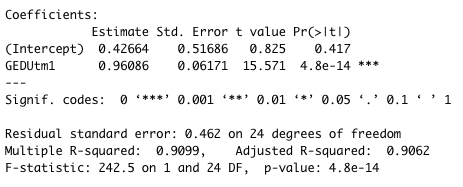 Coefficients:
Estimate Std. Error t value Pr(>|t|)
(Intercept) 0.42664 0.51686 0.825 0.417
GEDUtm1 0.96086 0.06171 15.571 4.8e-14 ***
---
Signif. codes: 0 ‘***’ 0.001 ‘**’ 0.01 ‘*’ 0.05 ‘.’ 0.1 ‘ ’ 1
Residual standard error: 0.462 on 24 degrees of freedom
Multiple R-squared: 0.9099, Adjusted R-squared: 0.9062
F-statistic: 242.5 on 1 and 24 DF, p-value: 4.8e-14